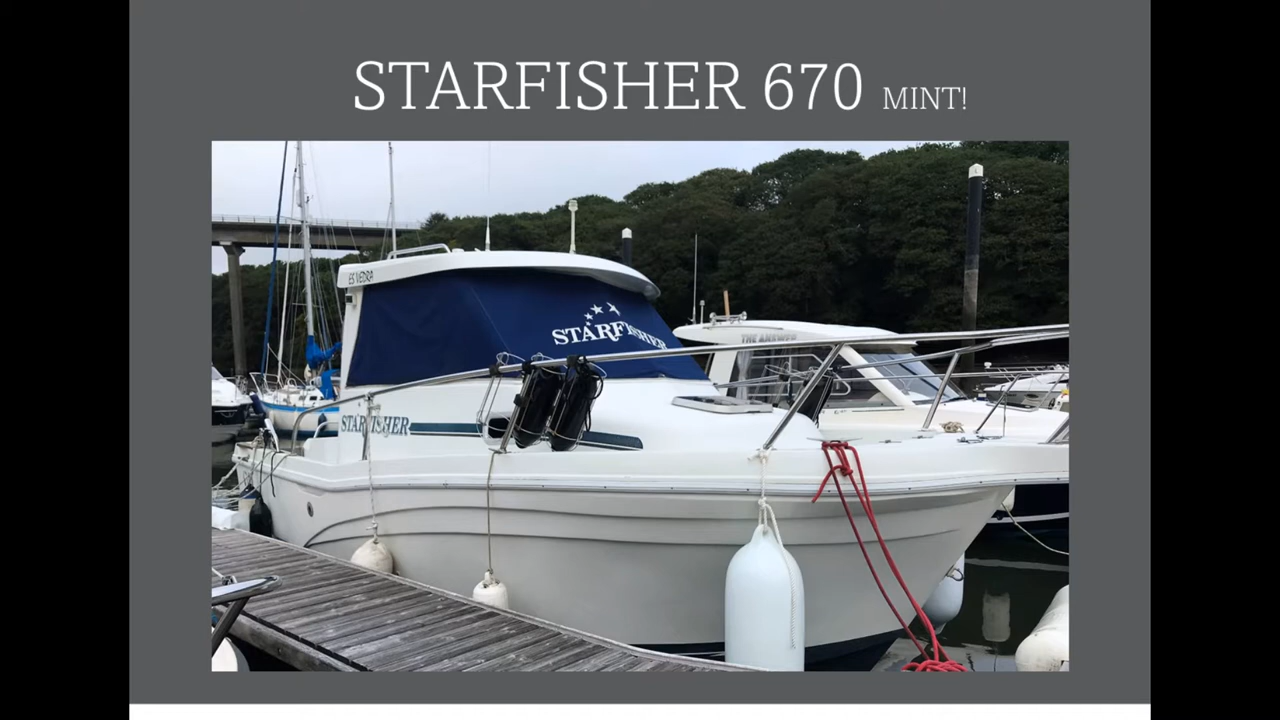 STARFISHER 670 MINT!
ES VEDRA
STARFISHER
THE ANSWER
STARFISHER